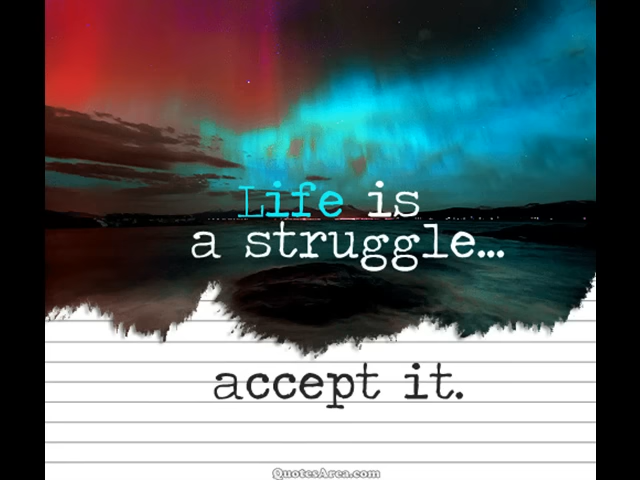 Life is
a struggle...
accept it.
QuotesArea.com